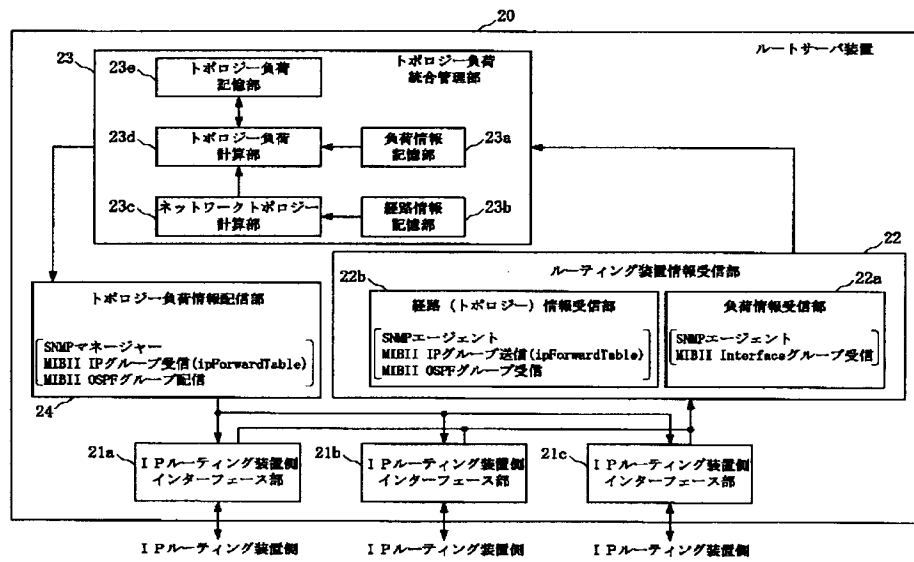 20
ルートサーバ装置
23
トポロジー負荷
統合管理部
23e
トポロジー負荷
記憶部
23d
トポロジー負荷
計算部
負荷情報
記憶部
23a
23c
ネットワークトポロジー
計算部
経路情報
記憶部
23b
22
ルーティング装置情報受信部
22b
経路（トポロジー）情報受信部
SNMPエージェント
MIBII IPグループ送信(ipForwardTable)
MIBII OSPFグループ受信
22a
負荷情報受信部
SNMPエージェント
MIBII Interfaceグループ受信
トポロジー負荷情報配信部
SNMPマネージャー
MIBII IPグループ受信(ipForwardTable)
MIBII OSPFグループ配信
24
21a
ＩＰルーティング装置側
インターフェース部
21b
ＩＰルーティング装置側
インターフェース部
21c
ＩＰルーティング装置側
インターフェース部
ＩＰルーティング装置側
ＩＰルーティング装置側
ＩＰルーティング装置側